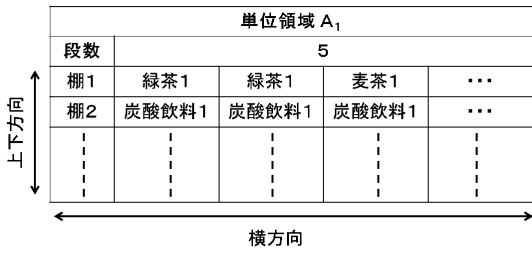 単位領域 A1
段数 5
棚1 緑茶1 緑茶1 麦茶1 ･･･
棚2 炭酸飲料1 炭酸飲料1 炭酸飲料1 ･･･
上下方向
横方向